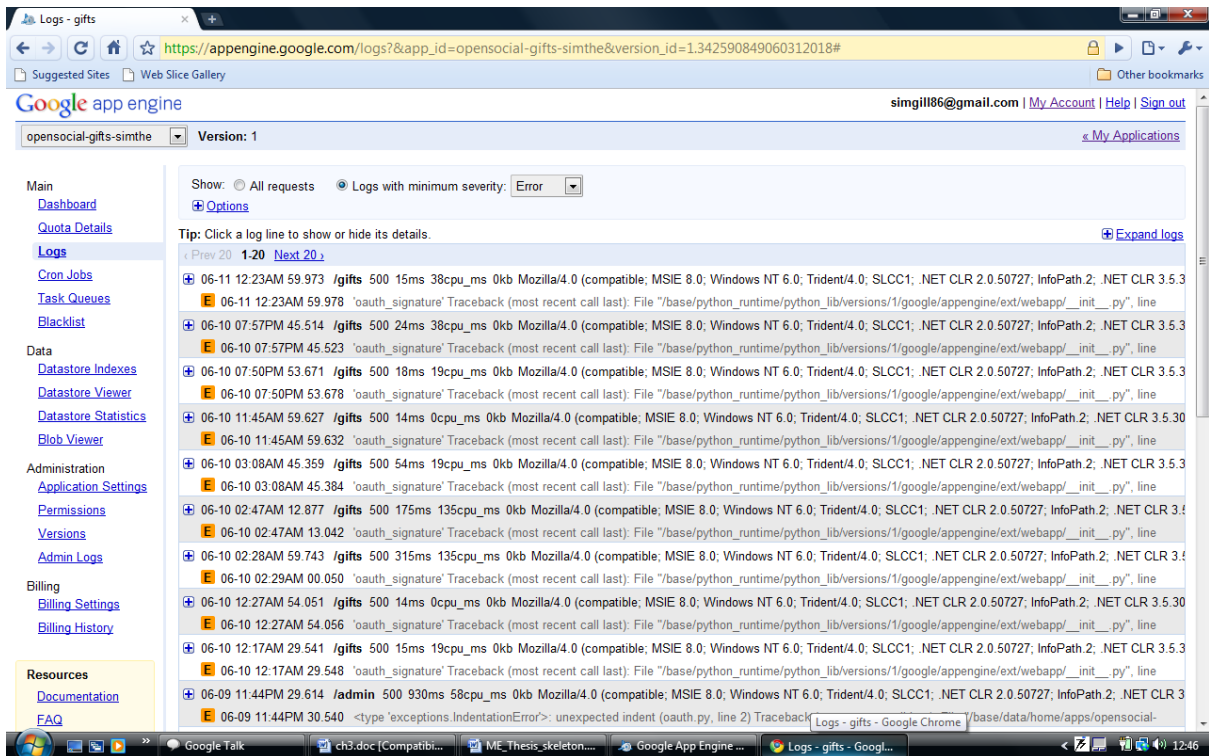 Logs - gifts
https://appengine.google.com/logs?&app_id=opensocial-gifts-simthe&version_id=1.342590849060312018#
Suggested Sites Web Slice Gallery Other bookmarks
Google app engine simgill86@gmail.com | My Account | Help | Sign out
opensocial-gifts-simthe Version: 1 « My Applications
Main
Dashboard
Quota Details
Logs
Cron Jobs
Task Queues
Blacklist
Data
Datastore Indexes
Datastore Viewer
Datastore Statistics
Blob Viewer
Administration
Application Settings
Permissions
Versions
Admin Logs
Billing
Billing Settings
Billing History
Resources
Documentation
FAQ
Show: All requests Logs with minimum severity: Error
Options
Tip: Click a log line to show or hide its details. Expand logs
‹ Prev 20 1-20 Next 20 ›
06-11 12:23AM 59.973 /gifts 500 15ms 38cpu_ms 0kb Mozilla/4.0 (compatible; MSIE 8.0; Windows NT 6.0; Trident/4.0; SLCC1; .NET CLR 2.0.50727; InfoPath.2; .NET CLR 3.5.3
E 06-11 12:23AM 59.978 'oauth_signature' Traceback (most recent call last): File "/base/python_runtime/python_lib/versions/1/google/appengine/ext/webapp/__init__.py", line
06-10 07:57PM 45.514 /gifts 500 24ms 38cpu_ms 0kb Mozilla/4.0 (compatible; MSIE 8.0; Windows NT 6.0; Trident/4.0; SLCC1; .NET CLR 2.0.50727; InfoPath.2; .NET CLR 3.5.3
E 06-10 07:57PM 45.523 'oauth_signature' Traceback (most recent call last): File "/base/python_runtime/python_lib/versions/1/google/appengine/ext/webapp/__init__.py", line
06-10 07:50PM 53.671 /gifts 500 18ms 19cpu_ms 0kb Mozilla/4.0 (compatible; MSIE 8.0; Windows NT 6.0; Trident/4.0; SLCC1; .NET CLR 2.0.50727; InfoPath.2; .NET CLR 3.5.3
E 06-10 07:50PM 53.678 'oauth_signature' Traceback (most recent call last): File "/base/python_runtime/python_lib/versions/1/google/appengine/ext/webapp/__init__.py", line
06-10 11:45AM 59.627 /gifts 500 14ms 0cpu_ms 0kb Mozilla/4.0 (compatible; MSIE 8.0; Windows NT 6.0; Trident/4.0; SLCC1; .NET CLR 2.0.50727; InfoPath.2; .NET CLR 3.5.30
E 06-10 11:45AM 59.632 'oauth_signature' Traceback (most recent call last): File "/base/python_runtime/python_lib/versions/1/google/appengine/ext/webapp/__init__.py", line
06-10 03:08AM 45.359 /gifts 500 54ms 19cpu_ms 0kb Mozilla/4.0 (compatible; MSIE 8.0; Windows NT 6.0; Trident/4.0; SLCC1; .NET CLR 2.0.50727; InfoPath.2; .NET CLR 3.5.3
E 06-10 03:08AM 45.384 'oauth_signature' Traceback (most recent call last): File "/base/python_runtime/python_lib/versions/1/google/appengine/ext/webapp/__init__.py", line
06-10 02:47AM 12.877 /gifts 500 175ms 135cpu_ms 0kb Mozilla/4.0 (compatible; MSIE 8.0; Windows NT 6.0; Trident/4.0; SLCC1; .NET CLR 2.0.50727; InfoPath.2; .NET CLR 3.5
E 06-10 02:47AM 13.042 'oauth_signature' Traceback (most recent call last): File "/base/python_runtime/python_lib/versions/1/google/appengine/ext/webapp/__init__.py", line
06-10 02:28AM 59.743 /gifts 500 315ms 135cpu_ms 0kb Mozilla/4.0 (compatible; MSIE 8.0; Windows NT 6.0; Trident/4.0; SLCC1; .NET CLR 2.0.50727; InfoPath.2; .NET CLR 3.5
E 06-10 02:29AM 00.050 'oauth_signature' Traceback (most recent call last): File "/base/python_runtime/python_lib/versions/1/google/appengine/ext/webapp/__init__.py", line
06-10 12:27AM 54.051 /gifts 500 14ms 0cpu_ms 0kb Mozilla/4.0 (compatible; MSIE 8.0; Windows NT 6.0; Trident/4.0; SLCC1; .NET CLR 2.0.50727; InfoPath.2; .NET CLR 3.5.30
E 06-10 12:27AM 54.056 'oauth_signature' Traceback (most recent call last): File "/base/python_runtime/python_lib/versions/1/google/appengine/ext/webapp/__init__.py", line
06-10 12:17AM 29.541 /gifts 500 15ms 19cpu_ms 0kb Mozilla/4.0 (compatible; MSIE 8.0; Windows NT 6.0; Trident/4.0; SLCC1; .NET CLR 2.0.50727; InfoPath.2; .NET CLR 3.5.3
E 06-10 12:17AM 29.548 'oauth_signature' Traceback (most recent call last): File "/base/python_runtime/python_lib/versions/1/google/appengine/ext/webapp/__init__.py", line
06-09 11:44PM 29.614 /admin 500 930ms 58cpu_ms 0kb Mozilla/4.0 (compatible; MSIE 8.0; Windows NT 6.0; Trident/4.0; SLCC1; .NET CLR 2.0.50727; InfoPath.2; .NET CLR 3
E 06-09 11:44PM 30.540 <type 'exceptions.IndentationError'>: unexpected indent (oauth.py, line 2) Traceback "/base/data/home/apps/opensocial-
Logs - gifts - Google Chrome
Google Talk ch3.doc [Compatibi... ME_Thesis_skeleton.... Google App Engine ... Logs - gifts - Googl... 12:46